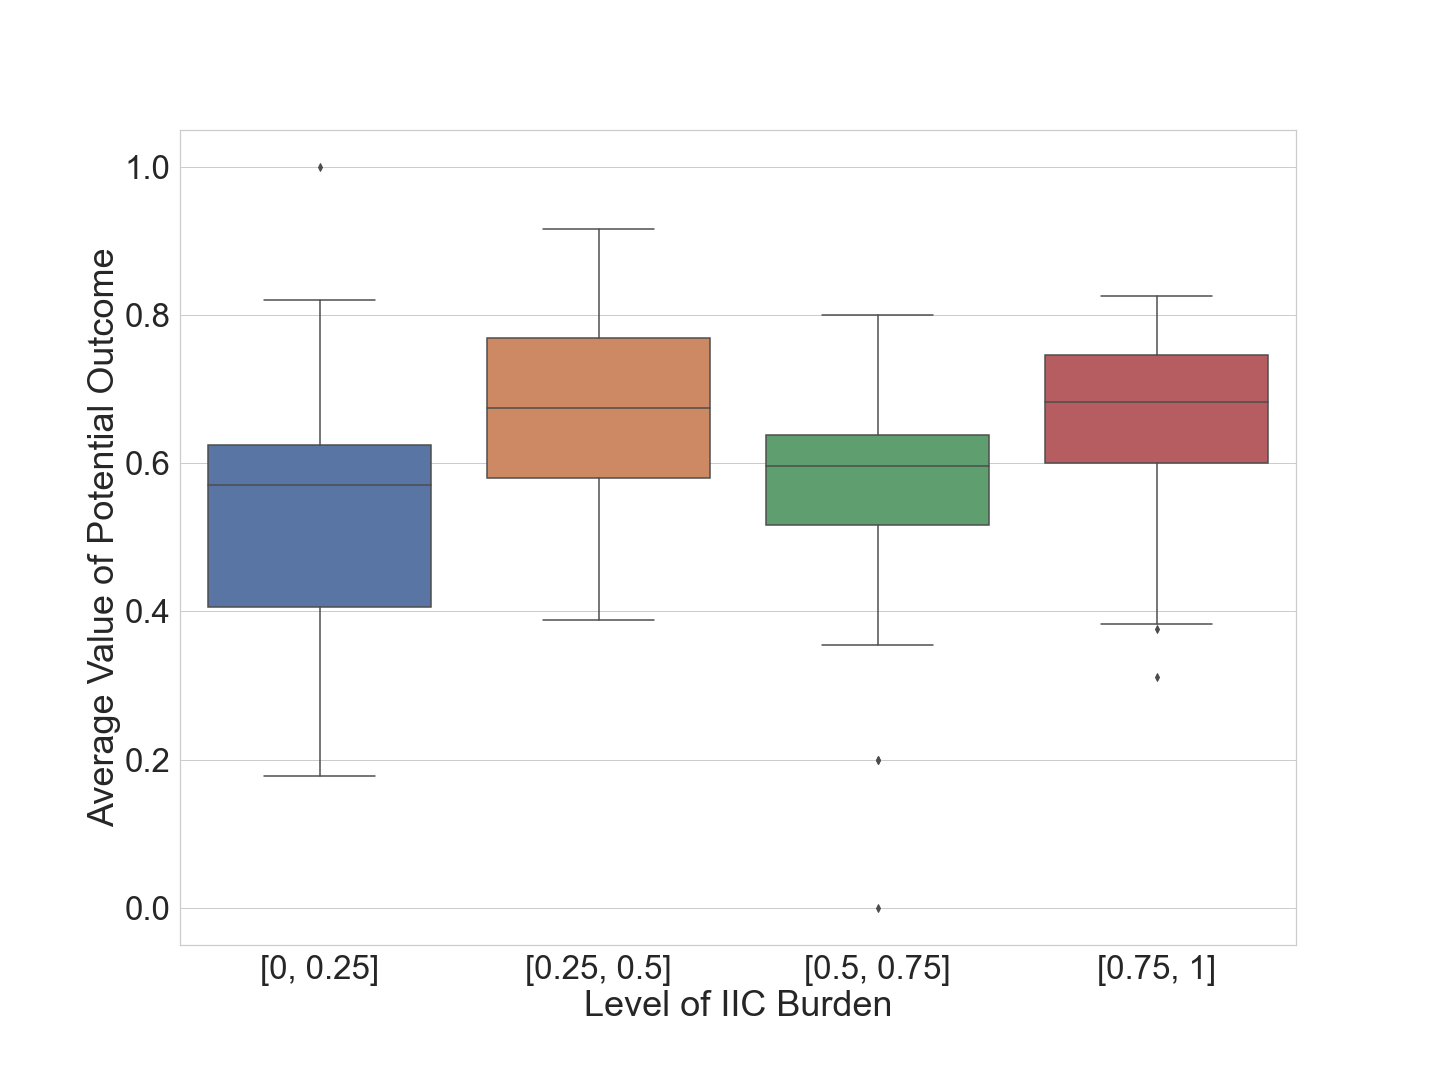 Average Value of Potential Outcome
1.0
0.8
0.6
0.4
0.2
0.0
[0, 0.25] [0.25, 0.5] [0.5, 0.75] [0.75, 1]
Level of IIC Burden